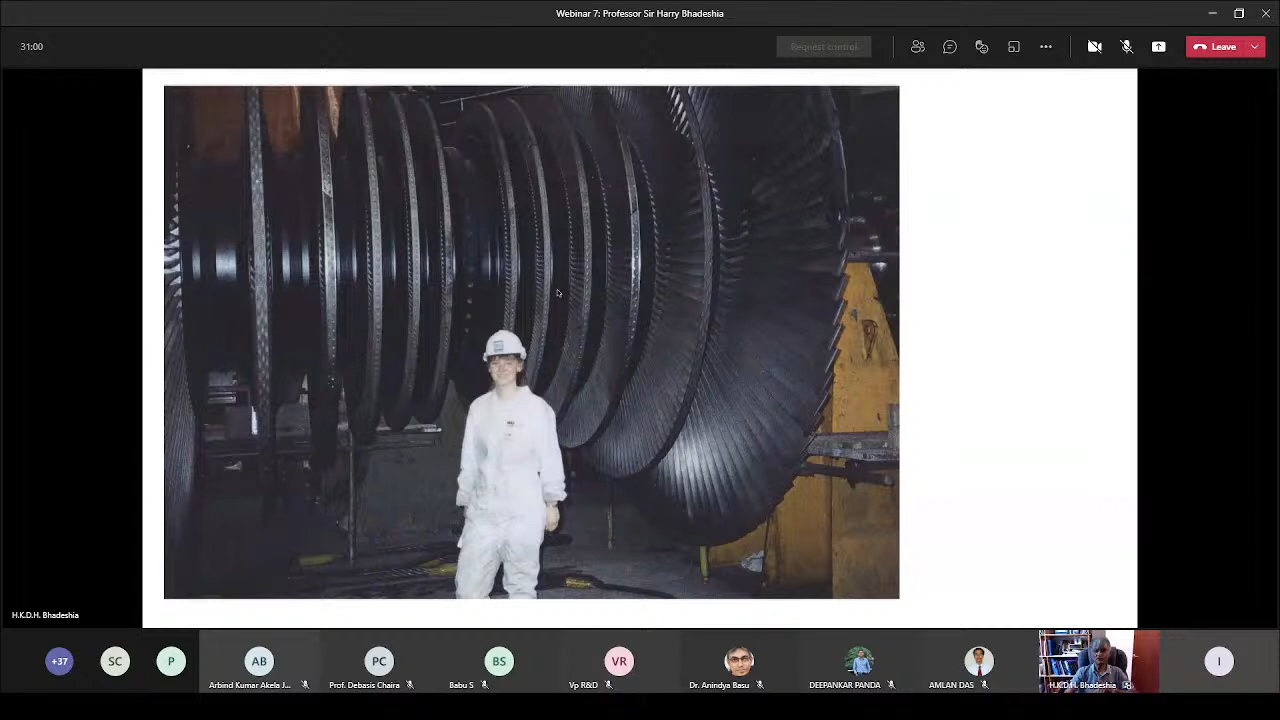 Webinar 7: Professor Sir Harry Bhadeshia
31:00
Request control
Leave
H.K.D.H. Bhadeshia
+37
SC
P
AB
PC
BS
VR
I
Arbind Kumar Akela J...
Prof. Debasis Chaira
Babu S
Vp R&D
Dr. Anindya Basu
DEEPANKAR PANDA
AMLAN DAS
H.K.D.H. Bhadeshia